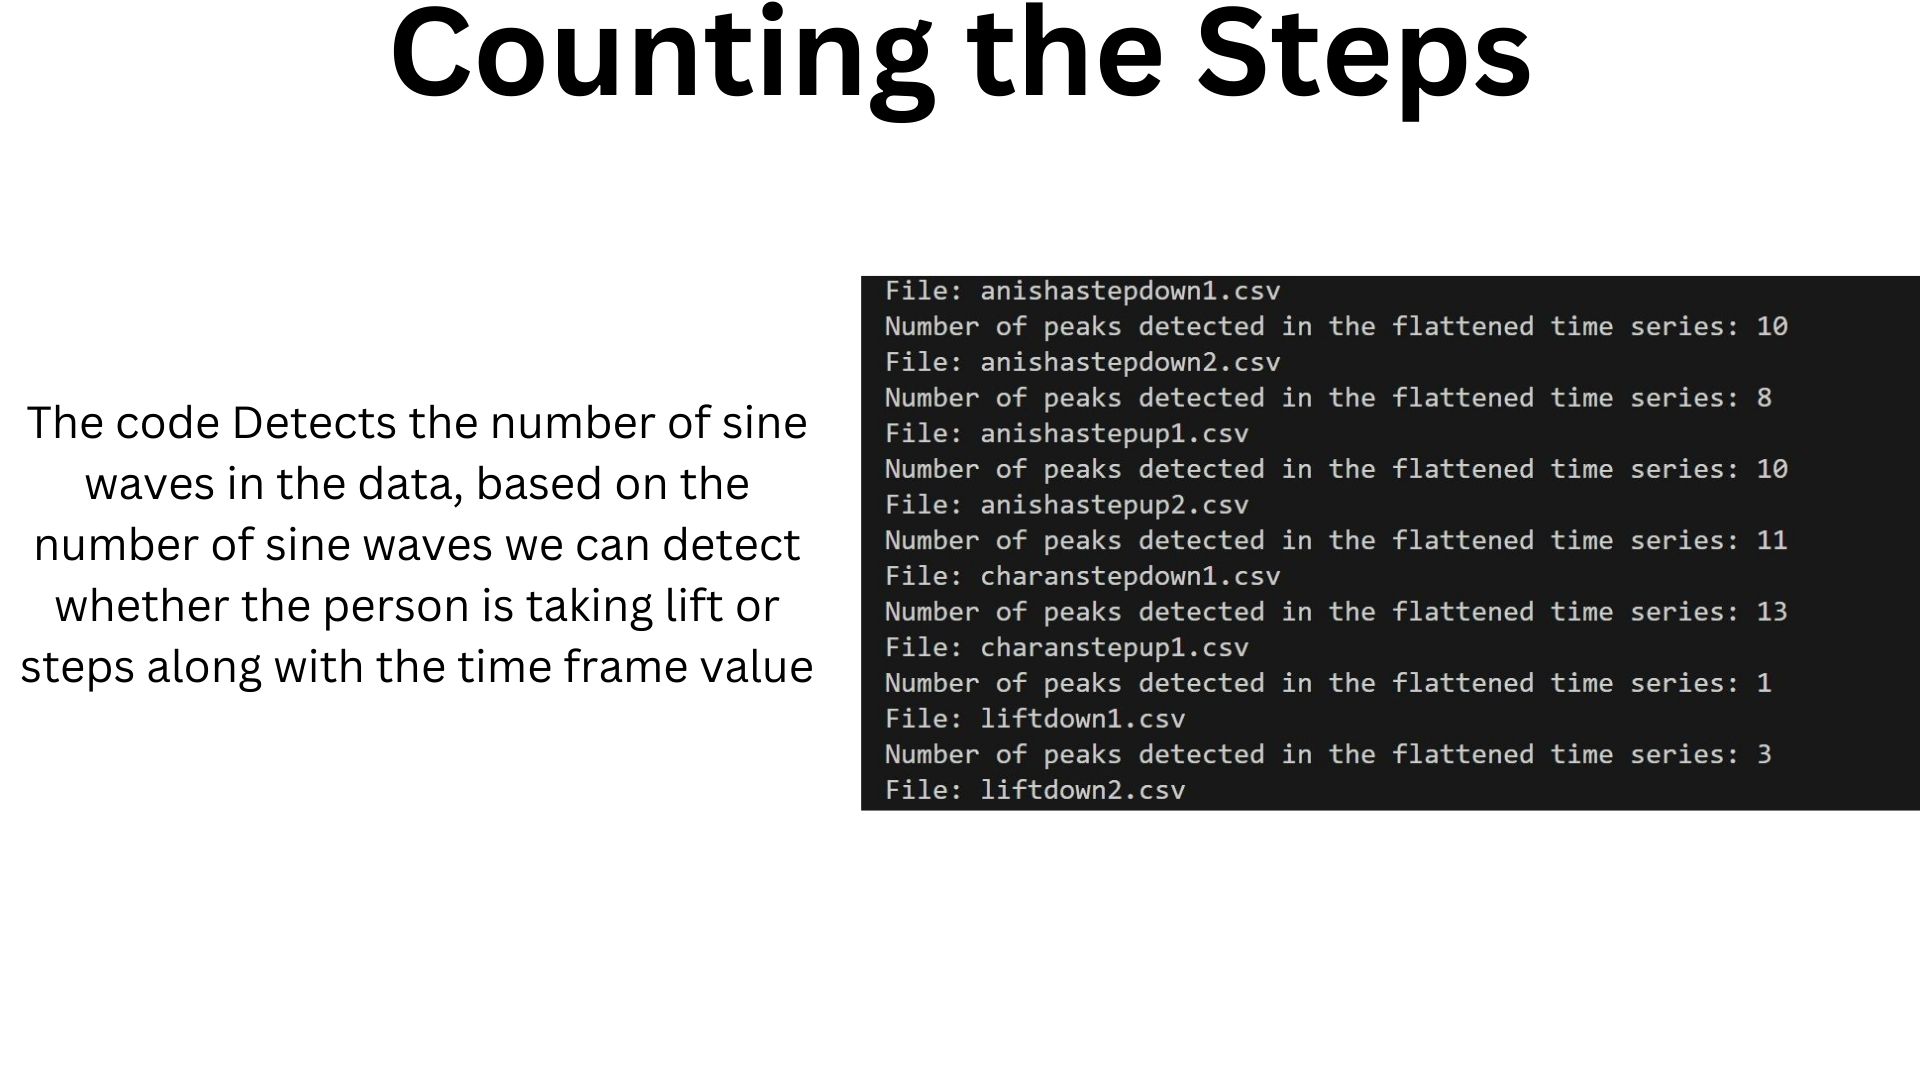 Counting the Steps
The code Detects the number of sine
waves in the data, based on the
number of sine waves we can detect
whether the person is taking lift or
steps along with the time frame value
File: anishastepdown1.csv
Number of peaks detected in the flattened time series: 10
File: anishastepdown2.csv
Number of peaks detected in the flattened time series: 8
File: anishastepup1.csv
Number of peaks detected in the flattened time series: 10
File: anishastepup2.csv
Number of peaks detected in the flattened time series: 11
File: charanstepdown1.csv
Number of peaks detected in the flattened time series: 13
File: charanstepup1.csv
Number of peaks detected in the flattened time series: 1
File: liftdown1.csv
Number of peaks detected in the flattened time series: 3
File: liftdown2.csv